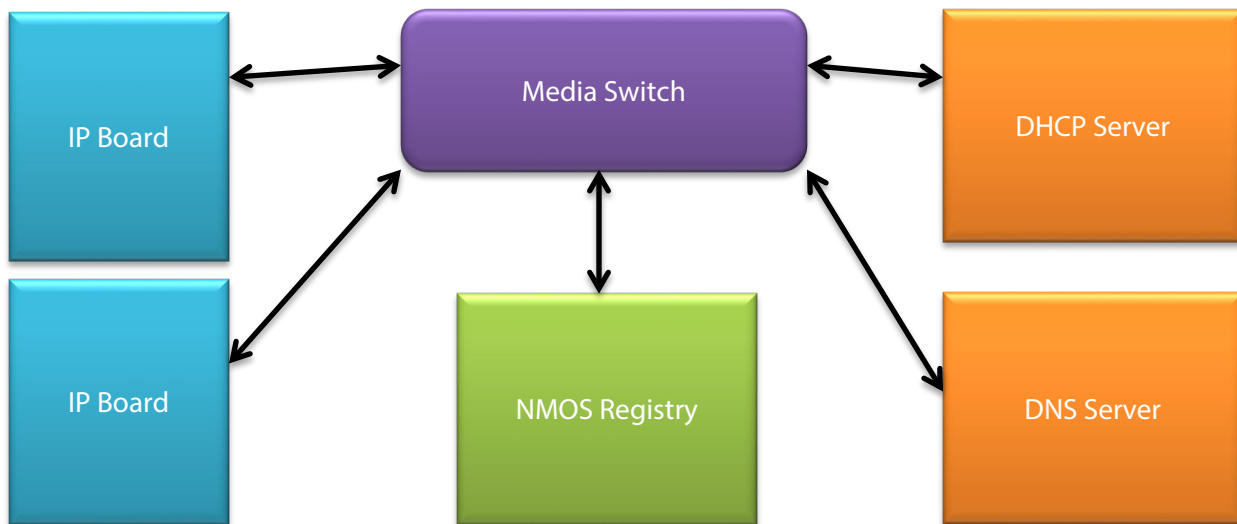 IP Board
Media Switch
DHCP Server
IP Board
NMOS Registry
DNS Server